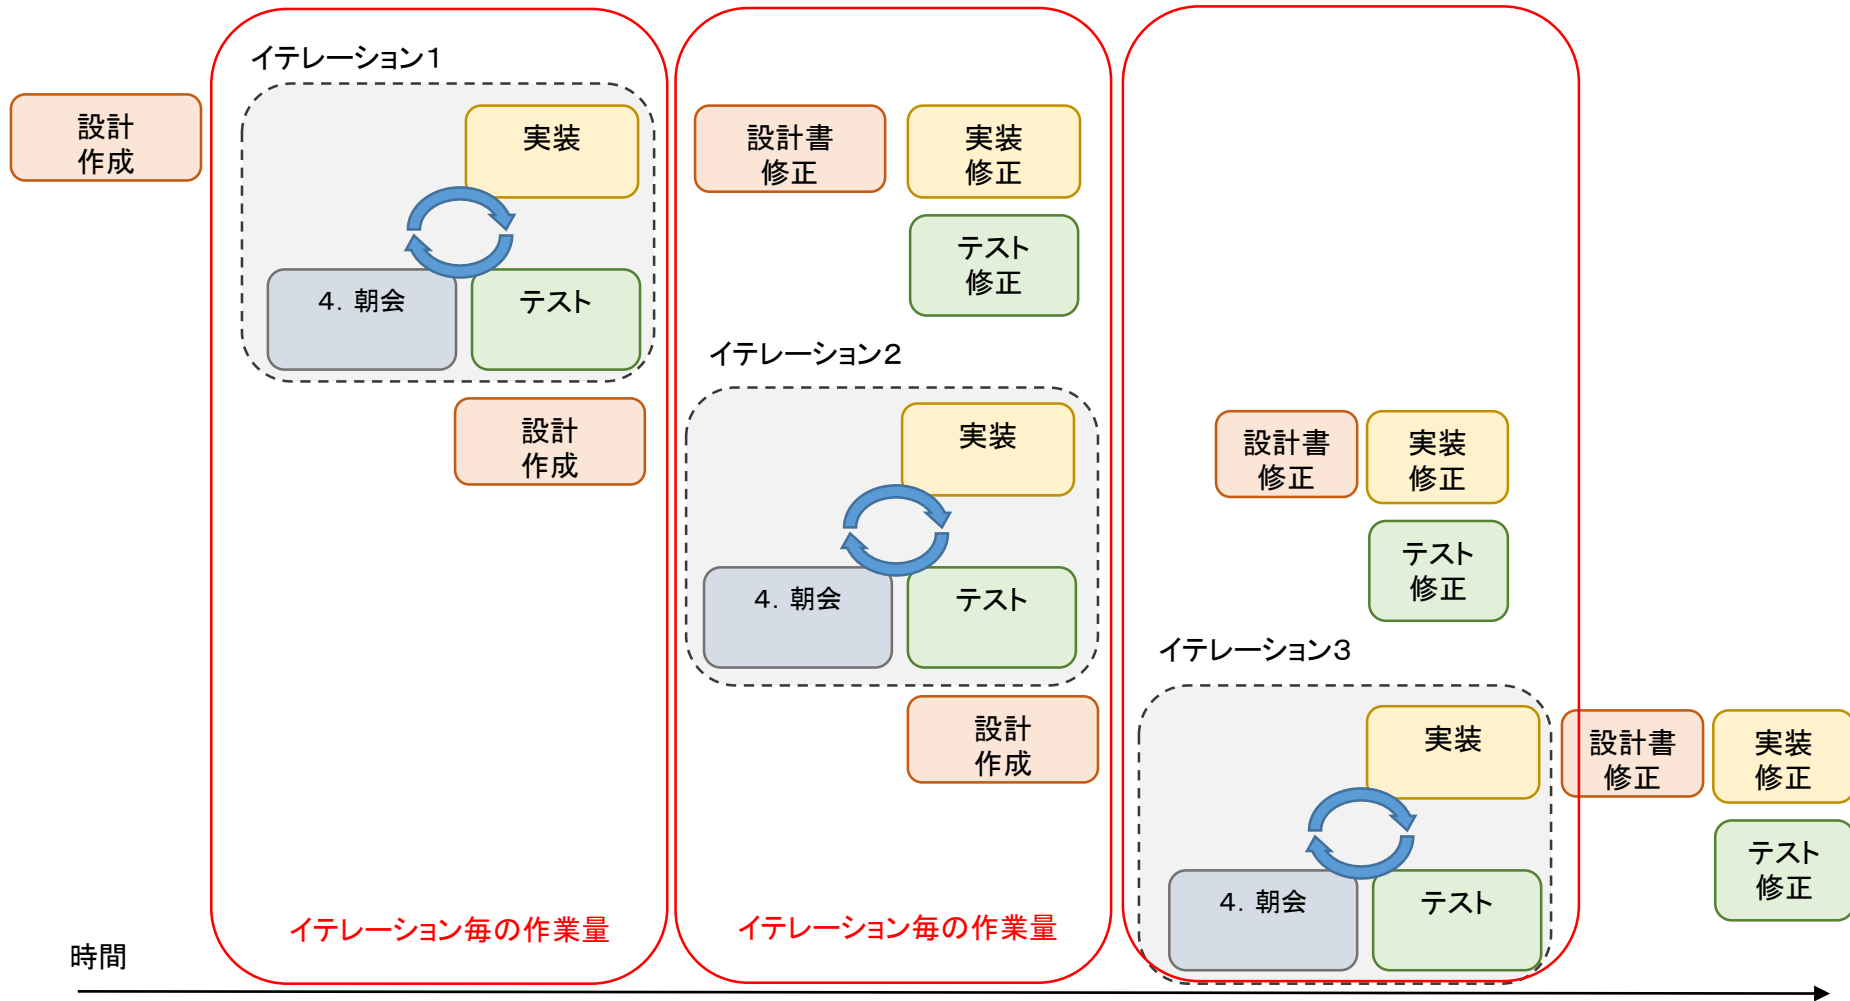 イテレーション１
設計
作成
実装
４．朝会
テスト
設計
作成
イテレーション毎の作業量
設計書
修正
実装
修正
テスト
修正
イテレーション２
実装
４．朝会
テスト
設計
作成
イテレーション毎の作業量
設計書
修正
実装
修正
テスト
修正
イテレーション３
実装
４．朝会
テスト
設計書
修正
実装
修正
テスト
修正
時間